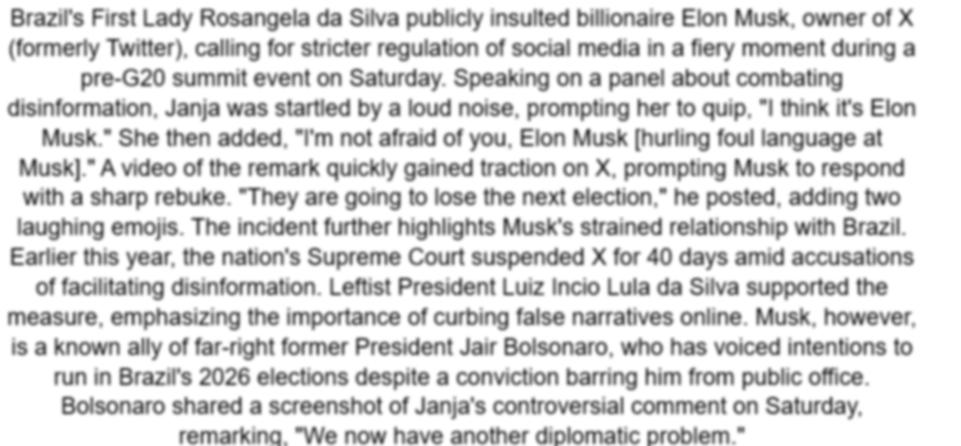 Brazil's First Lady Rosangela da Silva publicly insulted billionaire Elon Musk, owner of X
(formerly Twitter), calling for stricter regulation of social media in a fiery moment during a
pre-G20 summit event on Saturday. Speaking on a panel about combating
disinformation, Janja was startled by a loud noise, prompting her to quip, "I think it's Elon
Musk." She then added, "I'm not afraid of you, Elon Musk [hurling foul language at
Musk]." A video of the remark quickly gained traction on X, prompting Musk to respond
with a sharp rebuke. "They are going to lose the next election," he posted, adding two
laughing emojis. The incident further highlights Musk's strained relationship with Brazil.
Earlier this year, the nation's Supreme Court suspended X for 40 days amid accusations
of facilitating disinformation. Leftist President Luiz Incio Lula da Silva supported the
measure, emphasizing the importance of curbing false narratives online. Musk, however,
is a known ally of far-right former President Jair Bolsonaro, who has voiced intentions to
run in Brazil's 2026 elections despite a conviction barring him from public office.
Bolsonaro shared a screenshot of Janja's controversial comment on Saturday,
remarking, "We now have another diplomatic problem."